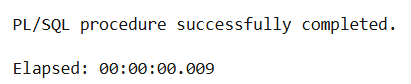 PL/SQL procedure successfully completed.
Elapsed: 00:00:00.009